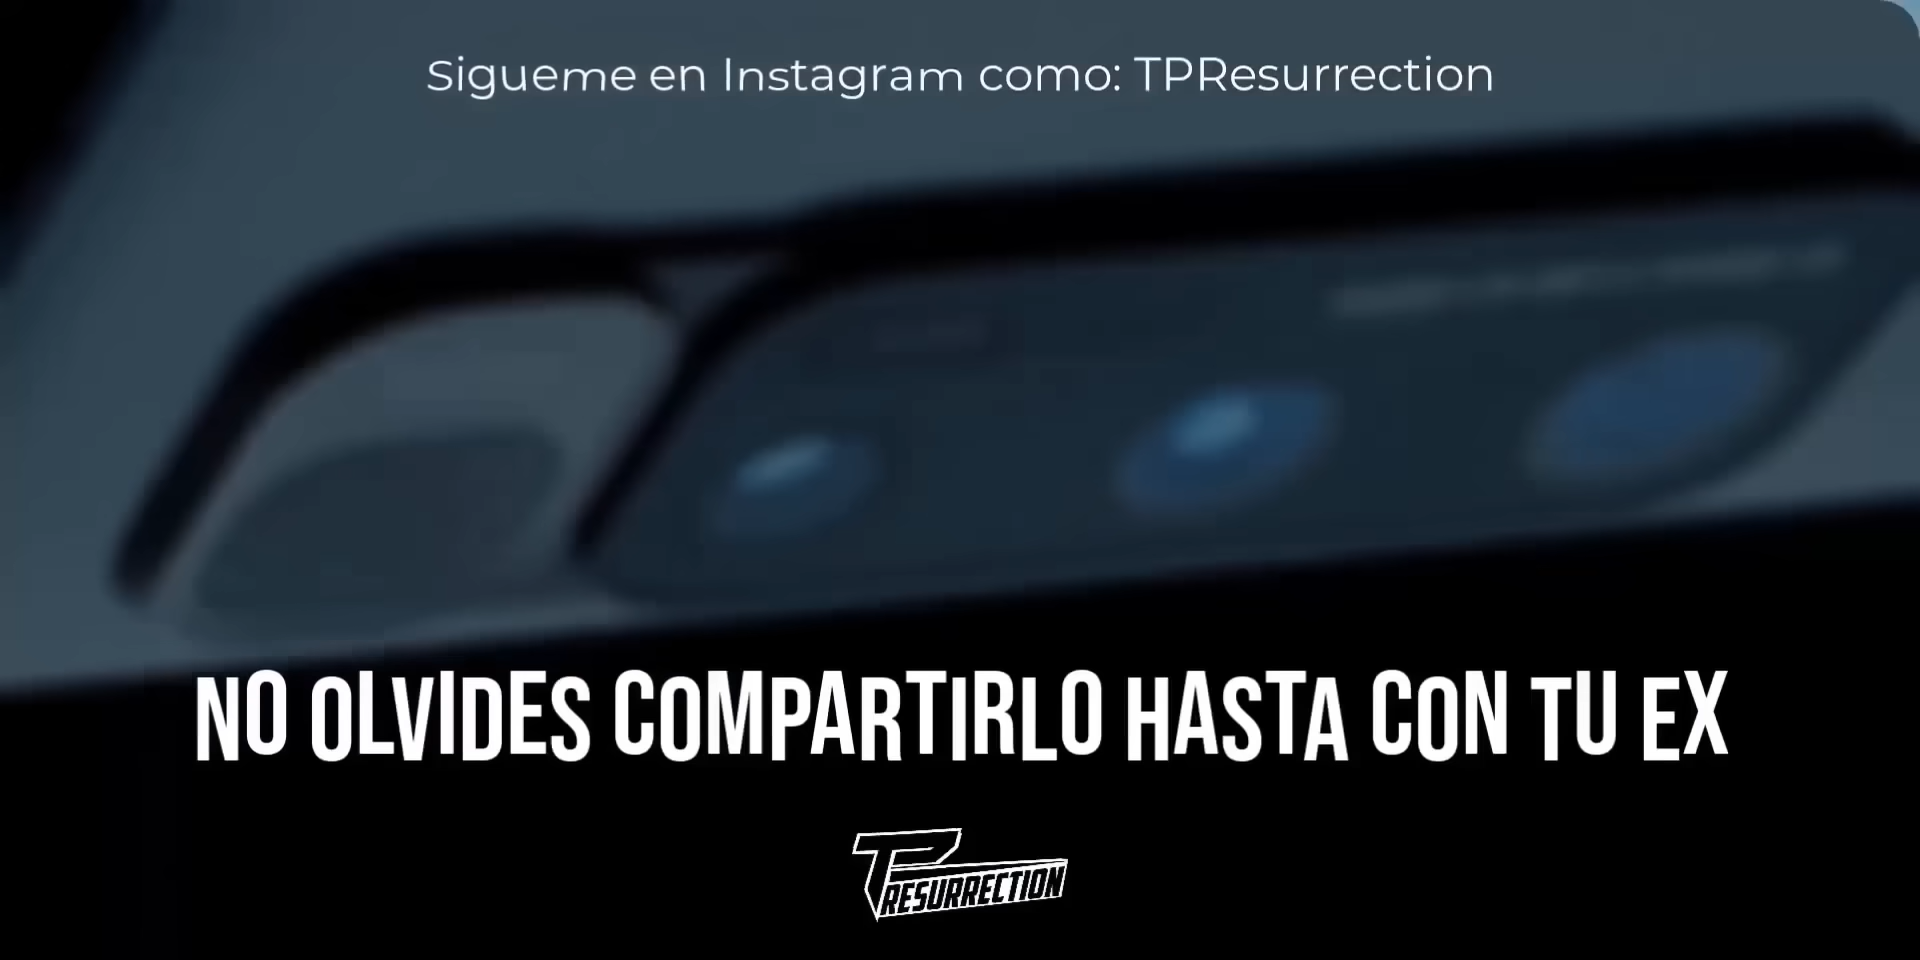 Sigueme en Instagram como: TPResurrection
NO OLVIDES COMPARTIRLO HASTA CON TU EX
TP
RESURRECTION